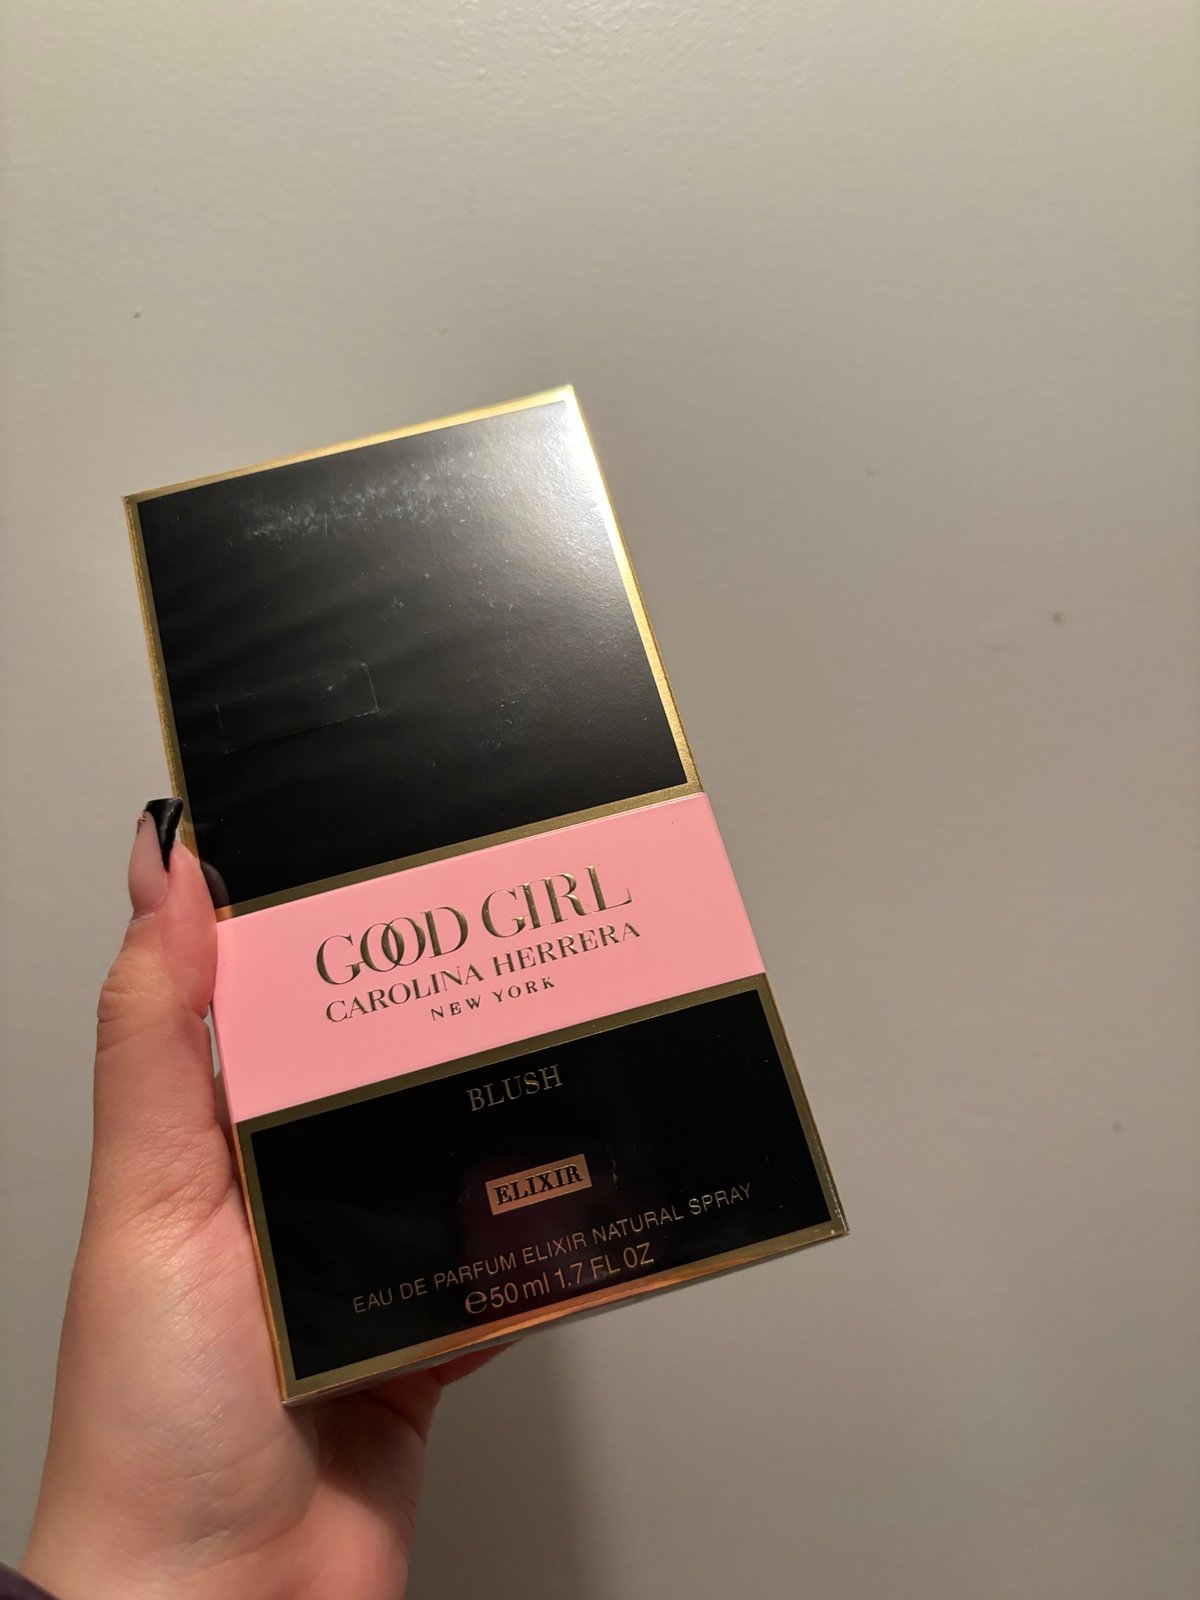 GOOD GIRL
CAROLINA HERRERA
NEW YORK
BLUSH
ELIXIR
EAU DE PARFUM ELIXIR NATURAL SPRAY
℮50 ml 1.7 FL OZ